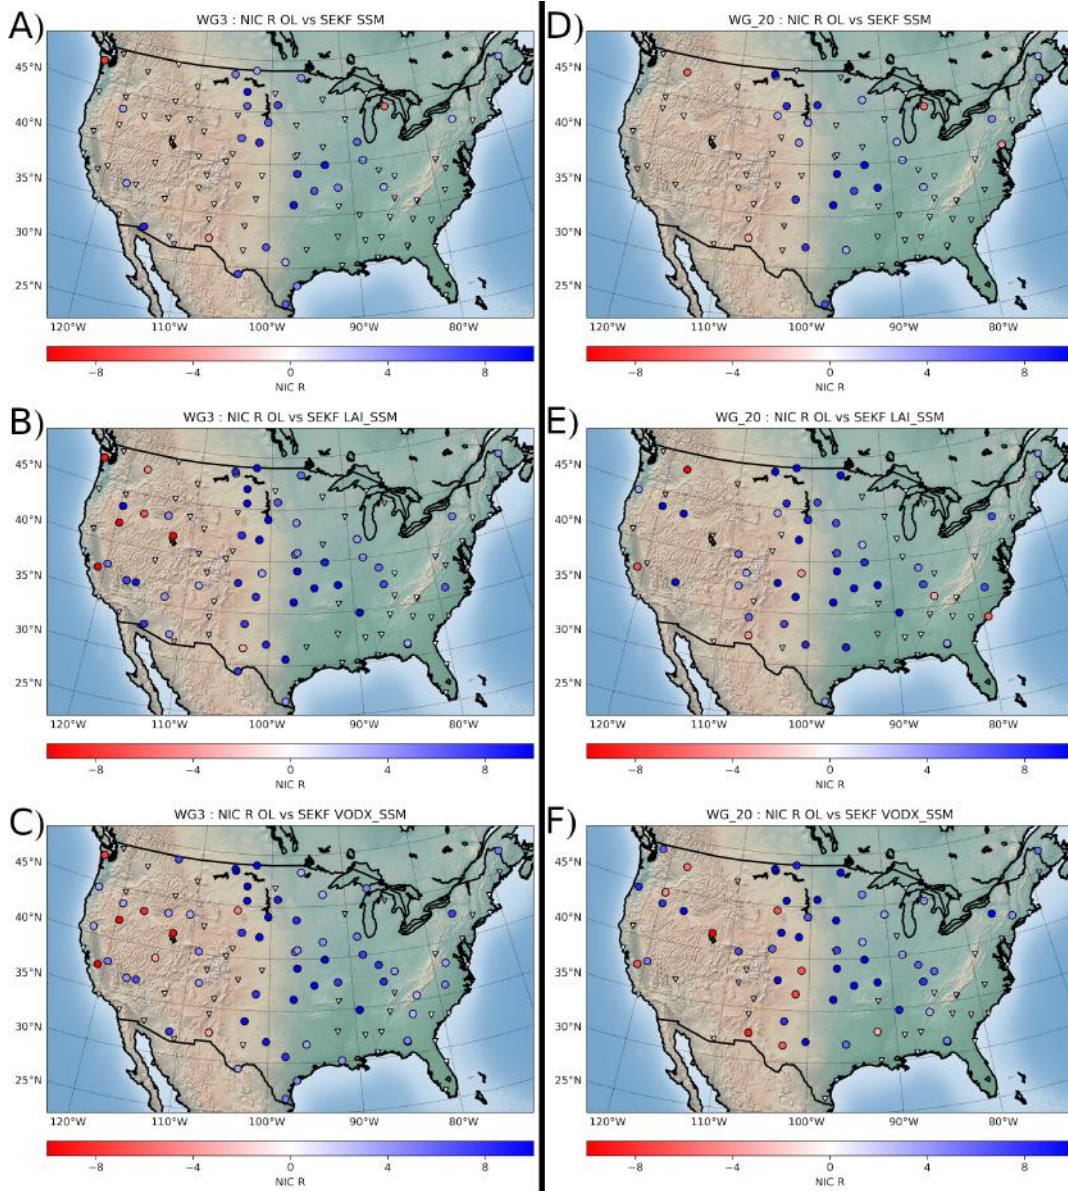 A)
WG3 : NIC R OL vs SEKF SSM
45°N
40°N
35°N
30°N
25°N
120°W
110°W
100°W
90°W
80°W
−8
−4
0
4
8
NIC R
B)
WG3 : NIC R OL vs SEKF LAI_SSM
45°N
40°N
35°N
30°N
25°N
120°W
110°W
100°W
90°W
80°W
−8
−4
0
4
8
NIC R
C)
WG3 : NIC R OL vs SEKF VODX_SSM
45°N
40°N
35°N
30°N
25°N
120°W
110°W
100°W
90°W
80°W
−8
−4
0
4
8
NIC R
D)
WG_20 : NIC R OL vs SEKF SSM
45°N
40°N
35°N
30°N
25°N
120°W
110°W
100°W
90°W
80°W
−8
−4
0
4
8
NIC R
E)
WG_20 : NIC R OL vs SEKF LAI_SSM
45°N
40°N
35°N
30°N
25°N
120°W
110°W
100°W
90°W
80°W
−8
−4
0
4
8
NIC R
F)
WG_20 : NIC R OL vs SEKF VODX_SSM
45°N
40°N
35°N
30°N
25°N
120°W
110°W
100°W
90°W
80°W
−8
−4
0
4
8
NIC R